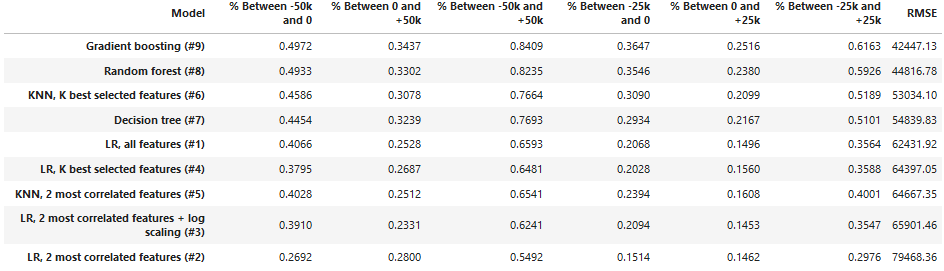 Model % Between -50k and 0 % Between 0 and +50k % Between -50k and +50k % Between -25k and 0 % Between 0 and +25k % Between -25k and +25k RMSE
Gradient boosting (#9) 0.4972 0.3437 0.8409 0.3647 0.2516 0.6163 42447.13
Random forest (#8) 0.4933 0.3302 0.8235 0.3546 0.2380 0.5926 44816.78
KNN, K best selected features (#6) 0.4586 0.3078 0.7664 0.3090 0.2099 0.5189 53034.10
Decision tree (#7) 0.4454 0.3239 0.7693 0.2934 0.2167 0.5101 54839.83
LR, all features (#1) 0.4066 0.2528 0.6593 0.2068 0.1496 0.3564 62431.92
LR, K best selected features (#4) 0.3795 0.2687 0.6481 0.2028 0.1560 0.3588 64397.05
KNN, 2 most correlated features (#5) 0.4028 0.2512 0.6541 0.2394 0.1608 0.4001 64667.35
LR, 2 most correlated features + log scaling (#3) 0.3910 0.2331 0.6241 0.2094 0.1453 0.3547 65901.46
LR, 2 most correlated features (#2) 0.2692 0.2800 0.5492 0.1514 0.1462 0.2976 79468.36